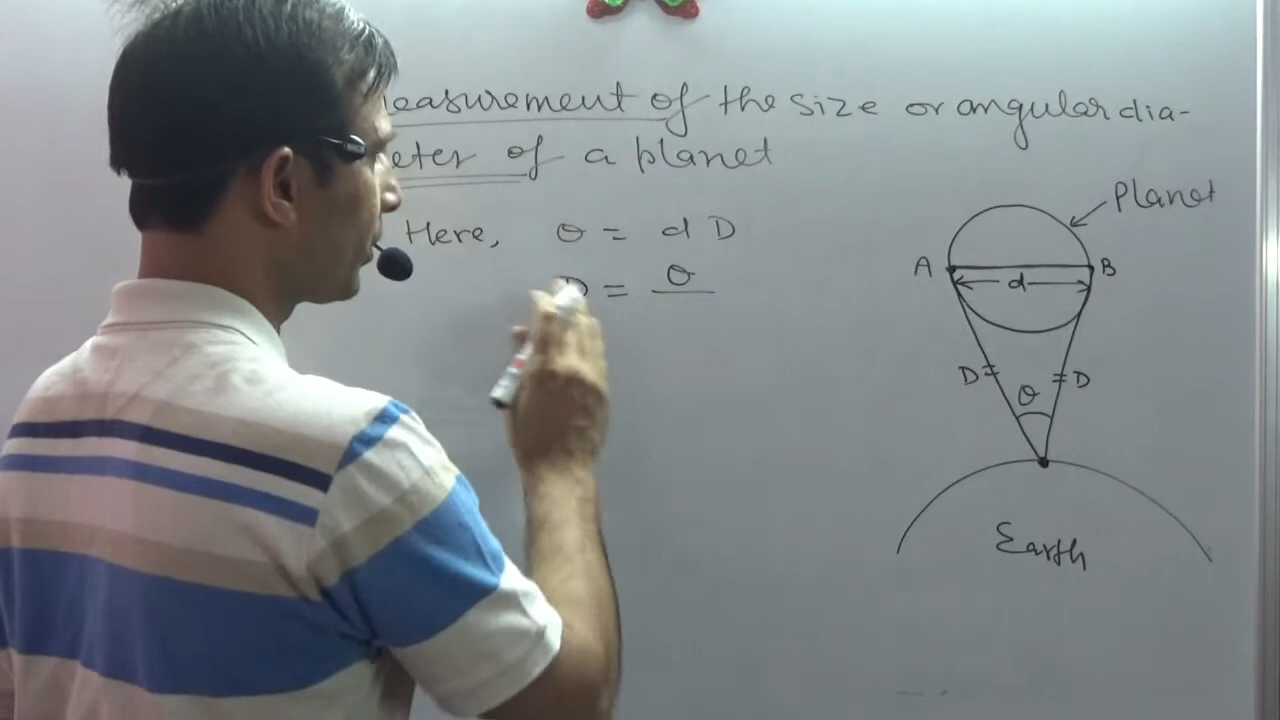 easurement of the size or angular dia-
eter of a planet
Here, θ = d D
D = θ
Planet
A B
d
D D
θ
Earth